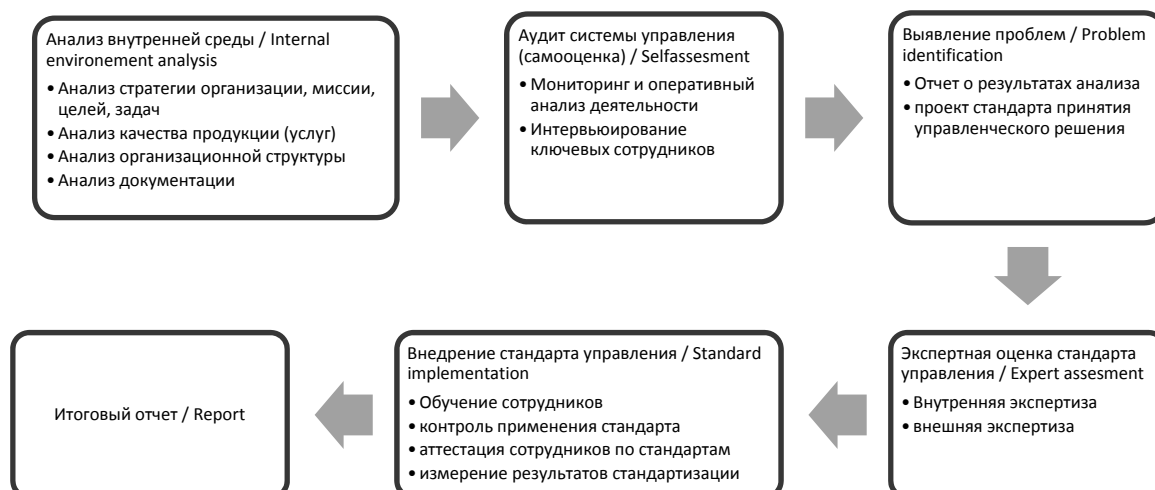 Анализ внутренней среды / Internal
environement analysis
• Анализ стратегии организации, миссии,
целей, задач
• Анализ качества продукции (услуг)
• Анализ организационной структуры
• Анализ документации
Аудит системы управления
(самооценка) / Selfassesment
• Мониторинг и оперативный
анализ деятельности
• Интервьюирование
ключевых сотрудников
Выявление проблем / Problem
identification
• Отчет о результатах анализа
• проект стандарта принятия
управленческого решения
Экспертная оценка стандарта
управления / Expert assesment
• Внутренняя экспертиза
• внешняя экспертиза
Внедрение стандарта управления / Standard
implementation
• Обучение сотрудников
• контроль применения стандарта
• аттестация сотрудников по стандартам
• измерение результатов стандартизации
Итоговый отчет / Report